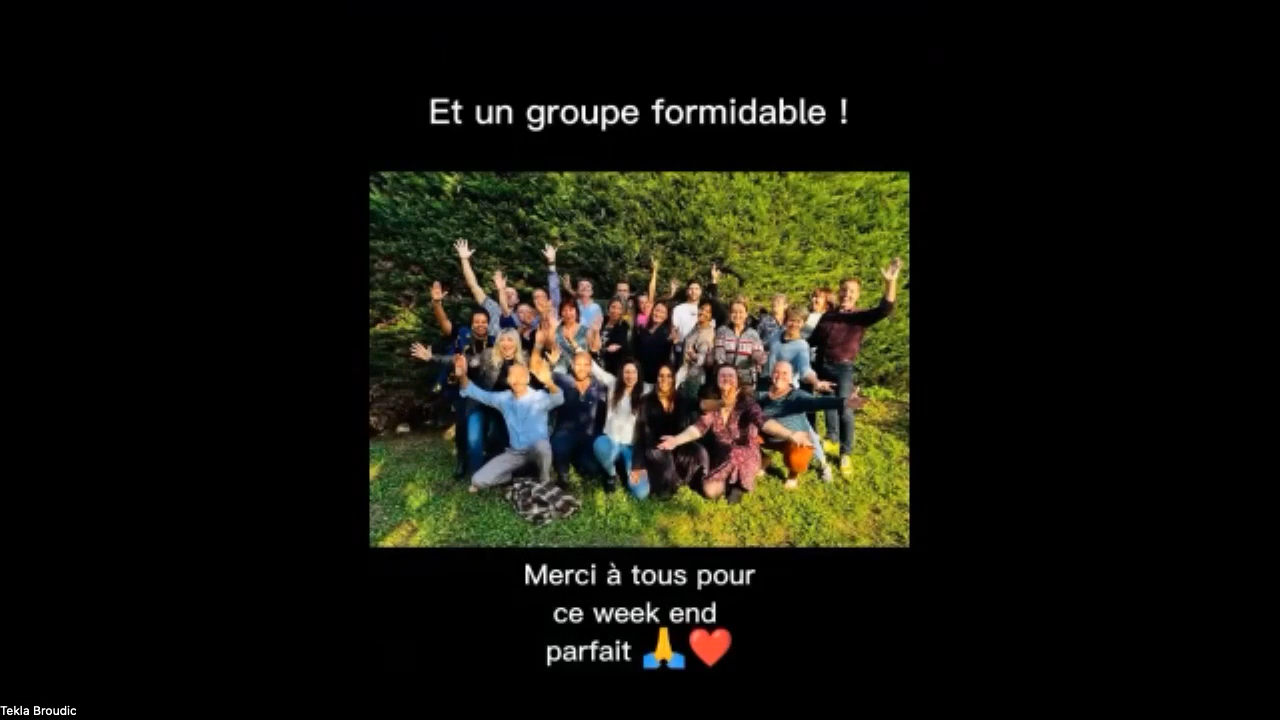 Et un groupe formidable !
Merci à tous pour
ce week end
parfait 🙏❤️
Tekla Broudic